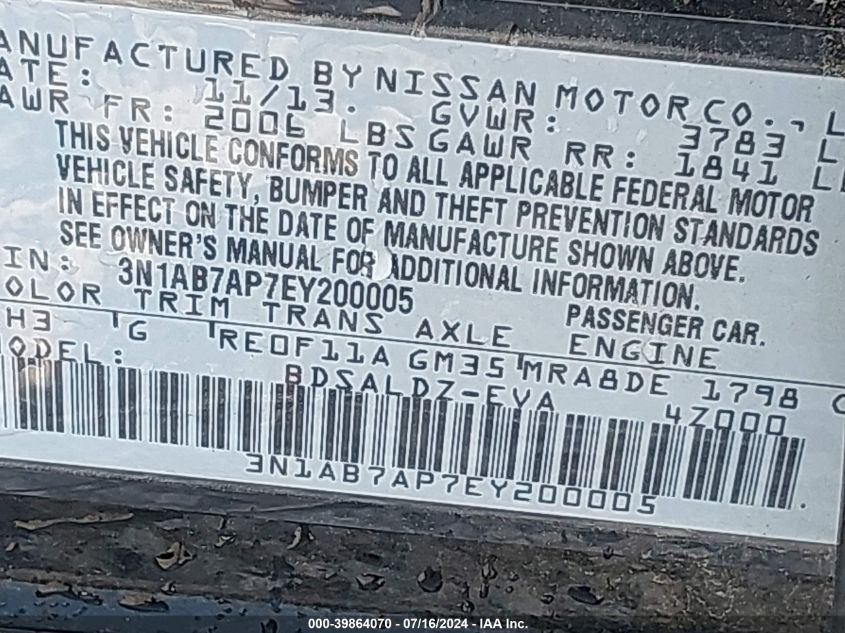 ANUFACTURED BY NISSAN MOTOR CO., L
ATE: 11/13. GVWR: 3783 L
AWR FR: 2006 LBS GAWR RR: 1841 L
THIS VEHICLE CONFORMS TO ALL APPLICABLE FEDERAL MOTOR
VEHICLE SAFETY, BUMPER AND THEFT PREVENTION STANDARDS
IN EFFECT ON THE DATE OF MANUFACTURE SHOWN ABOVE.
SEE OWNER'S MANUAL FOR ADDITIONAL INFORMATION.
IN: 3N1AB7AP7EY200005 PASSENGER CAR.
OLOR TRIM TRANS AXLE ENGINE
H3 G RE0F11A GM35 MRA8DE 1798 C
MODEL: BDSALDZ-EVA 4Z000
3N1AB7AP7EY200005
000-39864070 - 07/16/2024 - IAA Inc.